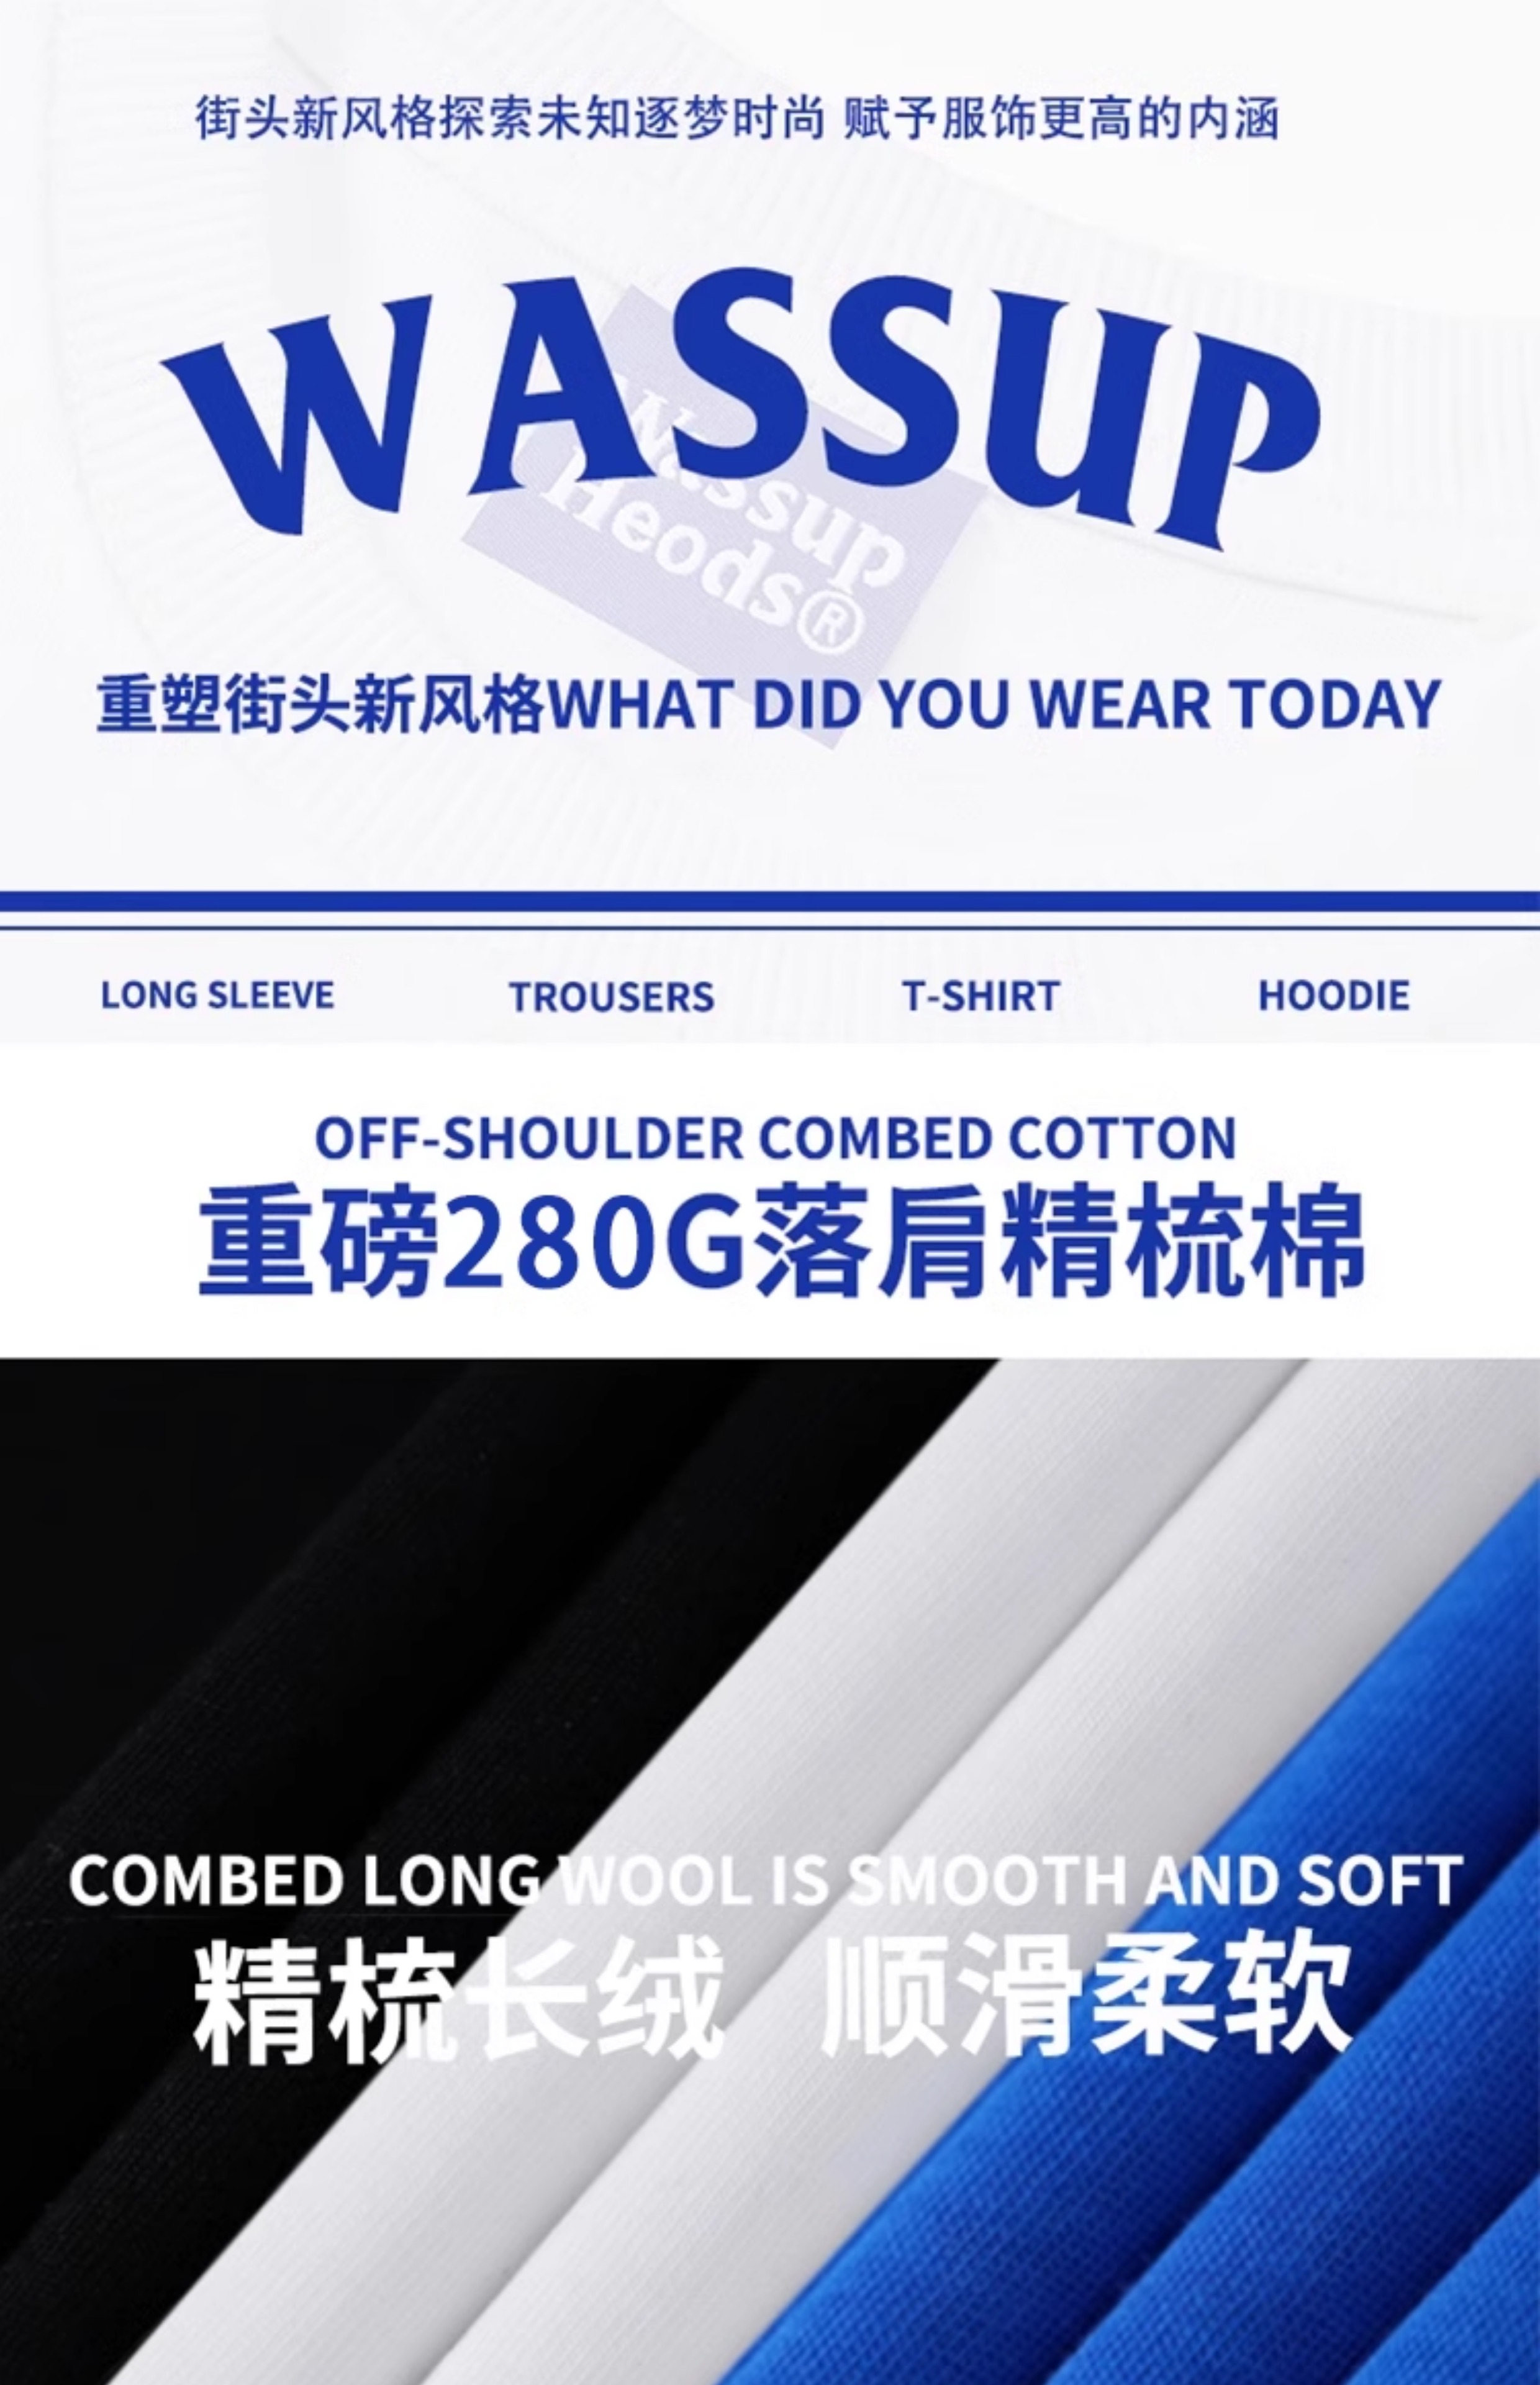 街头新风格探索未知逐梦时尚 赋予服饰更高的内涵
WASSUP
Wassup
Heods®
重塑街头新风格WHAT DID YOU WEAR TODAY
LONG SLEEVE TROUSERS T-SHIRT HOODIE
OFF-SHOULDER COMBED COTTON
重磅280G落肩精梳棉
COMBED LONG WOOL IS SMOOTH AND SOFT
精梳长绒 顺滑柔软